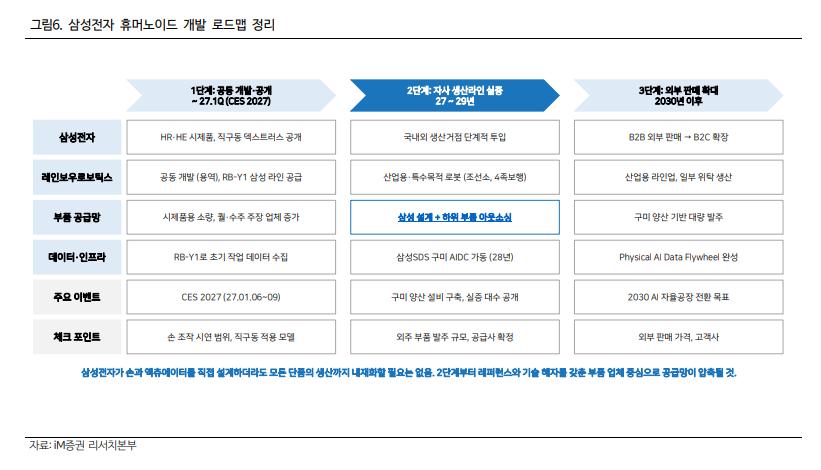 그림6. 삼성전자 휴머노이드 개발 로드맵 정리
1단계: 공동 개발·공개
~ 27.1Q (CES 2027)
2단계: 자사 생산라인 실증
27 ~ 29년
3단계: 외부 판매 확대
2030년 이후
삼성전자
HR·HE 시제품, 직구동 덱스트러스 공개
국내외 생산거점 단계적 투입
B2B 외부 판매 → B2C 확장
레인보우로보틱스
공동 개발 (용역), RB-Y1 삼성 라인 공급
산업용·특수목적 로봇 (조선소, 4족보행)
산업용 라인업, 일부 위탁 생산
부품 공급망
시제품용 소량, 퀄·수주 주장 업체 증가
삼성 설계 + 하위 부품 아웃소싱
구미 양산 기반 대량 발주
데이터·인프라
RB-Y1로 초기 작업 데이터 수집
삼성SDS 구미 AIDC 가동 (28년)
Physical AI Data Flywheel 완성
주요 이벤트
CES 2027 (27.01.06~09)
구미 양산 설비 구축, 실증 대수 공개
2030 AI 자율공장 전환 목표
체크 포인트
손 조작 시연 범위, 직구동 적용 모델
외주 부품 발주 규모, 공급사 확정
외부 판매 가격, 고객사
삼성전자가 손과 액츄에이터를 직접 설계하더라도 모든 단품의 생산까지 내재화할 필요는 없음. 2단계부터 레퍼런스와 기술 해자를 갖춘 부품 업체 중심으로 공급망이 압축될 것.
자료: iM증권 리서치본부